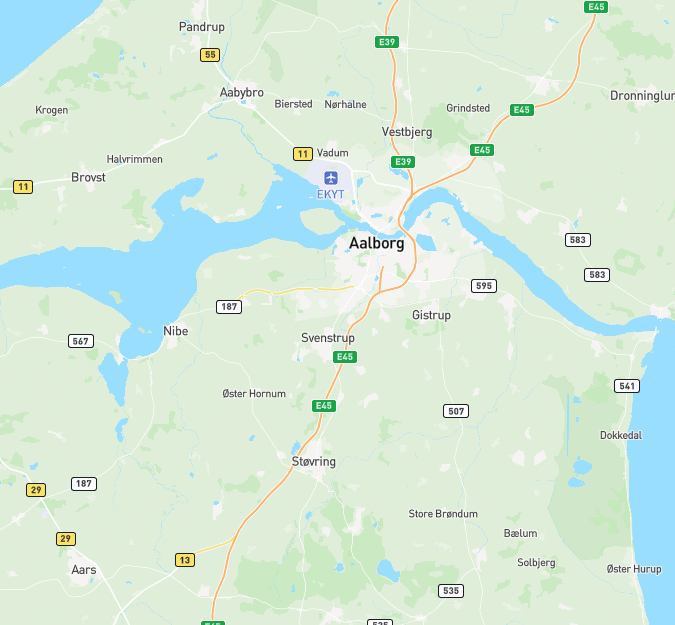 E45
Pandrup
E39
55
Aabybro
Dronninglur
Biersted
Nørhalne
Krogen
Grindsted
E45
Vestbjerg
E45
11
Vadum
Halvrimmen
E39
Brovst
11
EKYT
583
Aalborg
583
595
187
Gistrup
Nibe
Svenstrup
567
E45
541
Øster Hornum
E45
507
Dokkedal
Støvring
187
29
Store Brøndum
Bælum
29
13
Solbjerg
Aars
Øster Hurup
535
E45
535